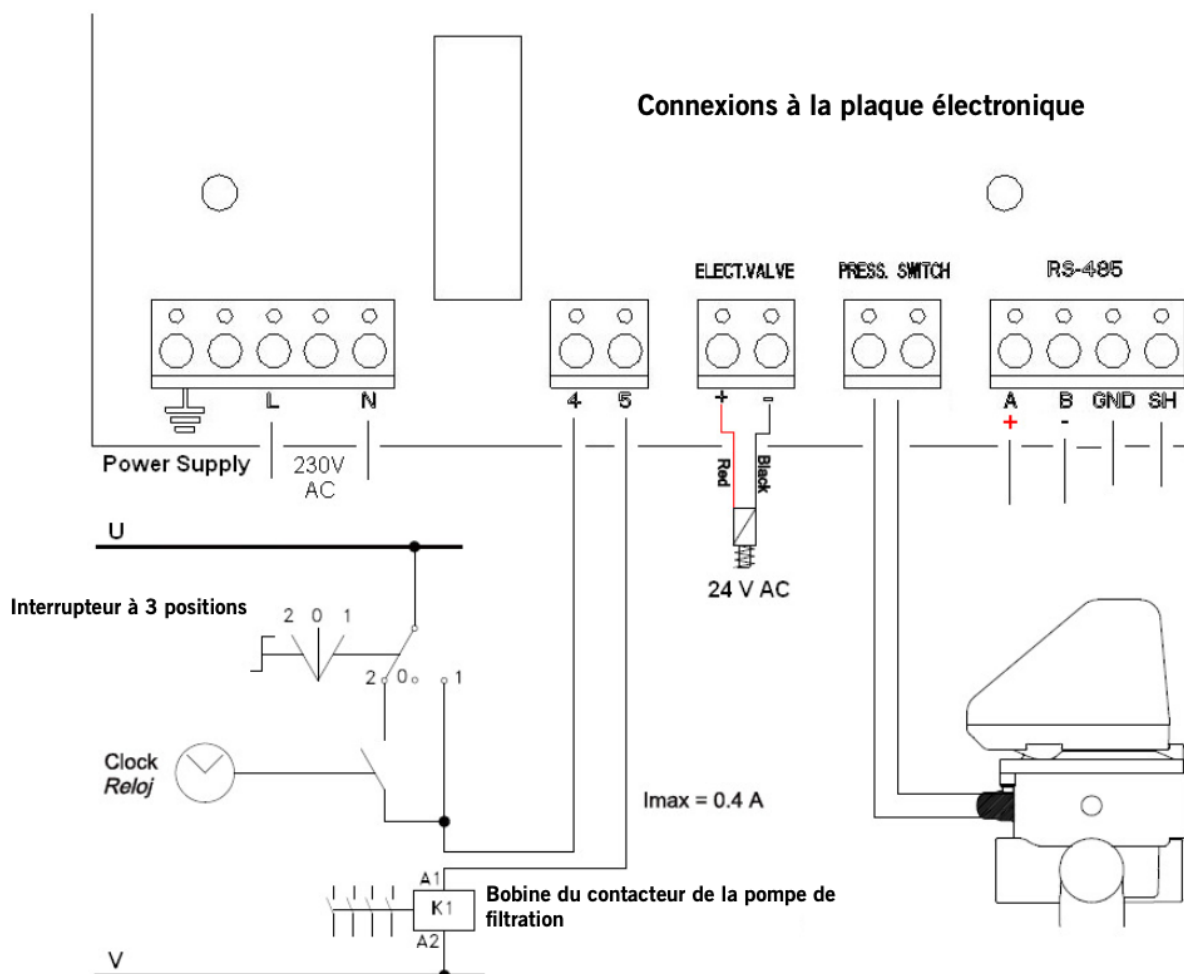 Connexions à la plaque électronique
ELECT.VALVE
PRESS. SWITCH
RS-485
L
N
4
5
+
-
A
B
GND
SH
+
-
Power Supply
230V
AC
Red
Black
24 V AC
U
Interrupteur à 3 positions
2 0 1
2 0 1
Clock
Reloj
Imax = 0.4 A
A1
K1
A2
Bobine du contacteur de la pompe de
filtration
V